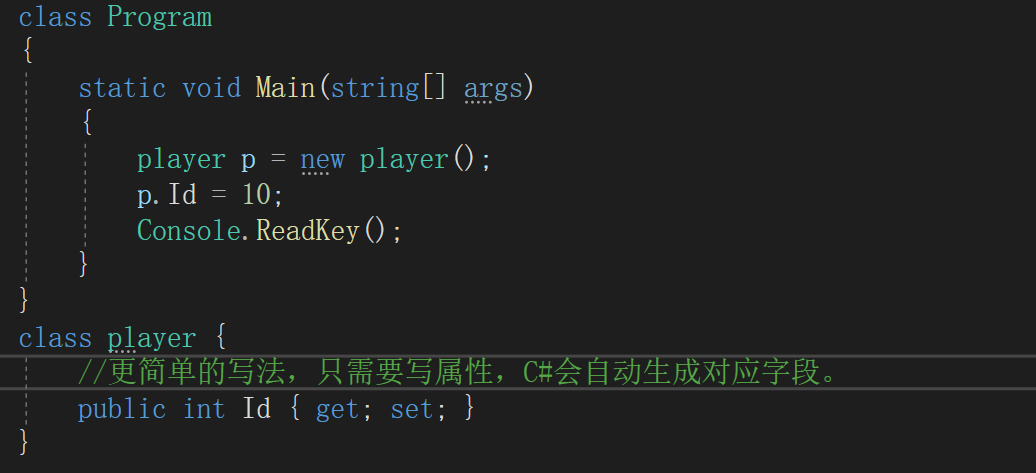 class Program
{
    static void Main(string[] args)
    {
        player p = new player();
        p.Id = 10;
        Console.ReadKey();
    }
}
class player {
    //更简单的写法，只需要写属性，C#会自动生成对应字段。
    public int Id { get; set; }
}